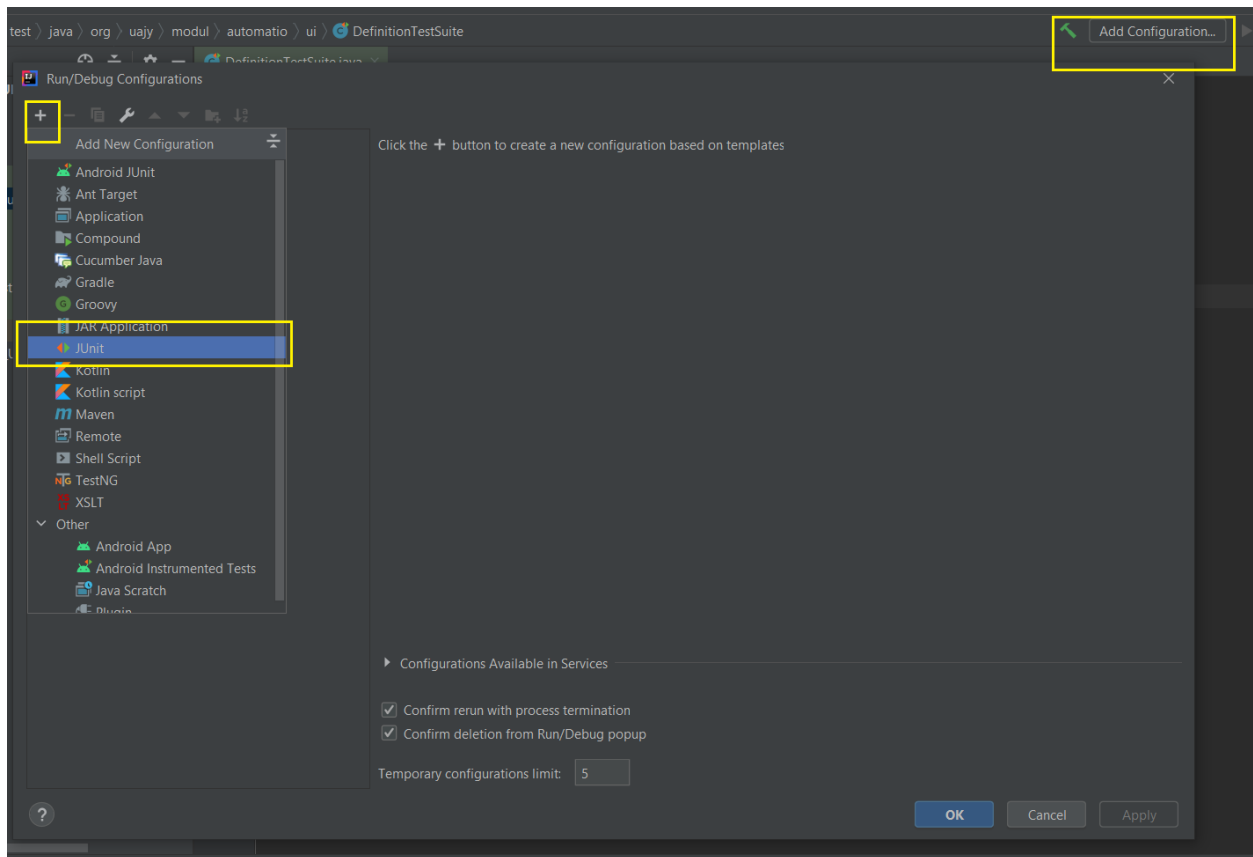 test > java > org > uajy > modul > automatio > ui > DefinitionTestSuite
Add Configuration...
DefinitionTestSuite.java
Run/Debug Configurations
Add New Configuration
Click the + button to create a new configuration based on templates
Android JUnit
Ant Target
Application
Compound
Cucumber Java
Gradle
Groovy
JAR Application
JUnit
Kotlin
Kotlin script
Maven
Remote
Shell Script
TestNG
XSLT
Other
Android App
Android Instrumented Tests
Java Scratch
Plugin
Configurations Available in Services
Confirm rerun with process termination
Confirm deletion from Run/Debug popup
Temporary configurations limit: 5
? OK Cancel Apply